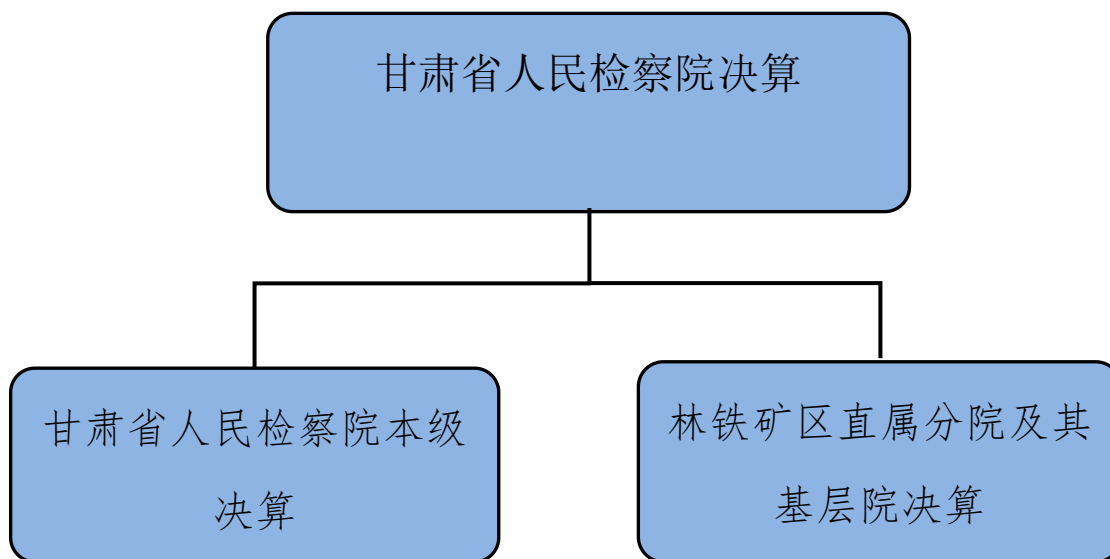 甘肃省人民检察院决算
甘肃省人民检察院本级
决算
林铁矿区直属分院及其
基层院决算